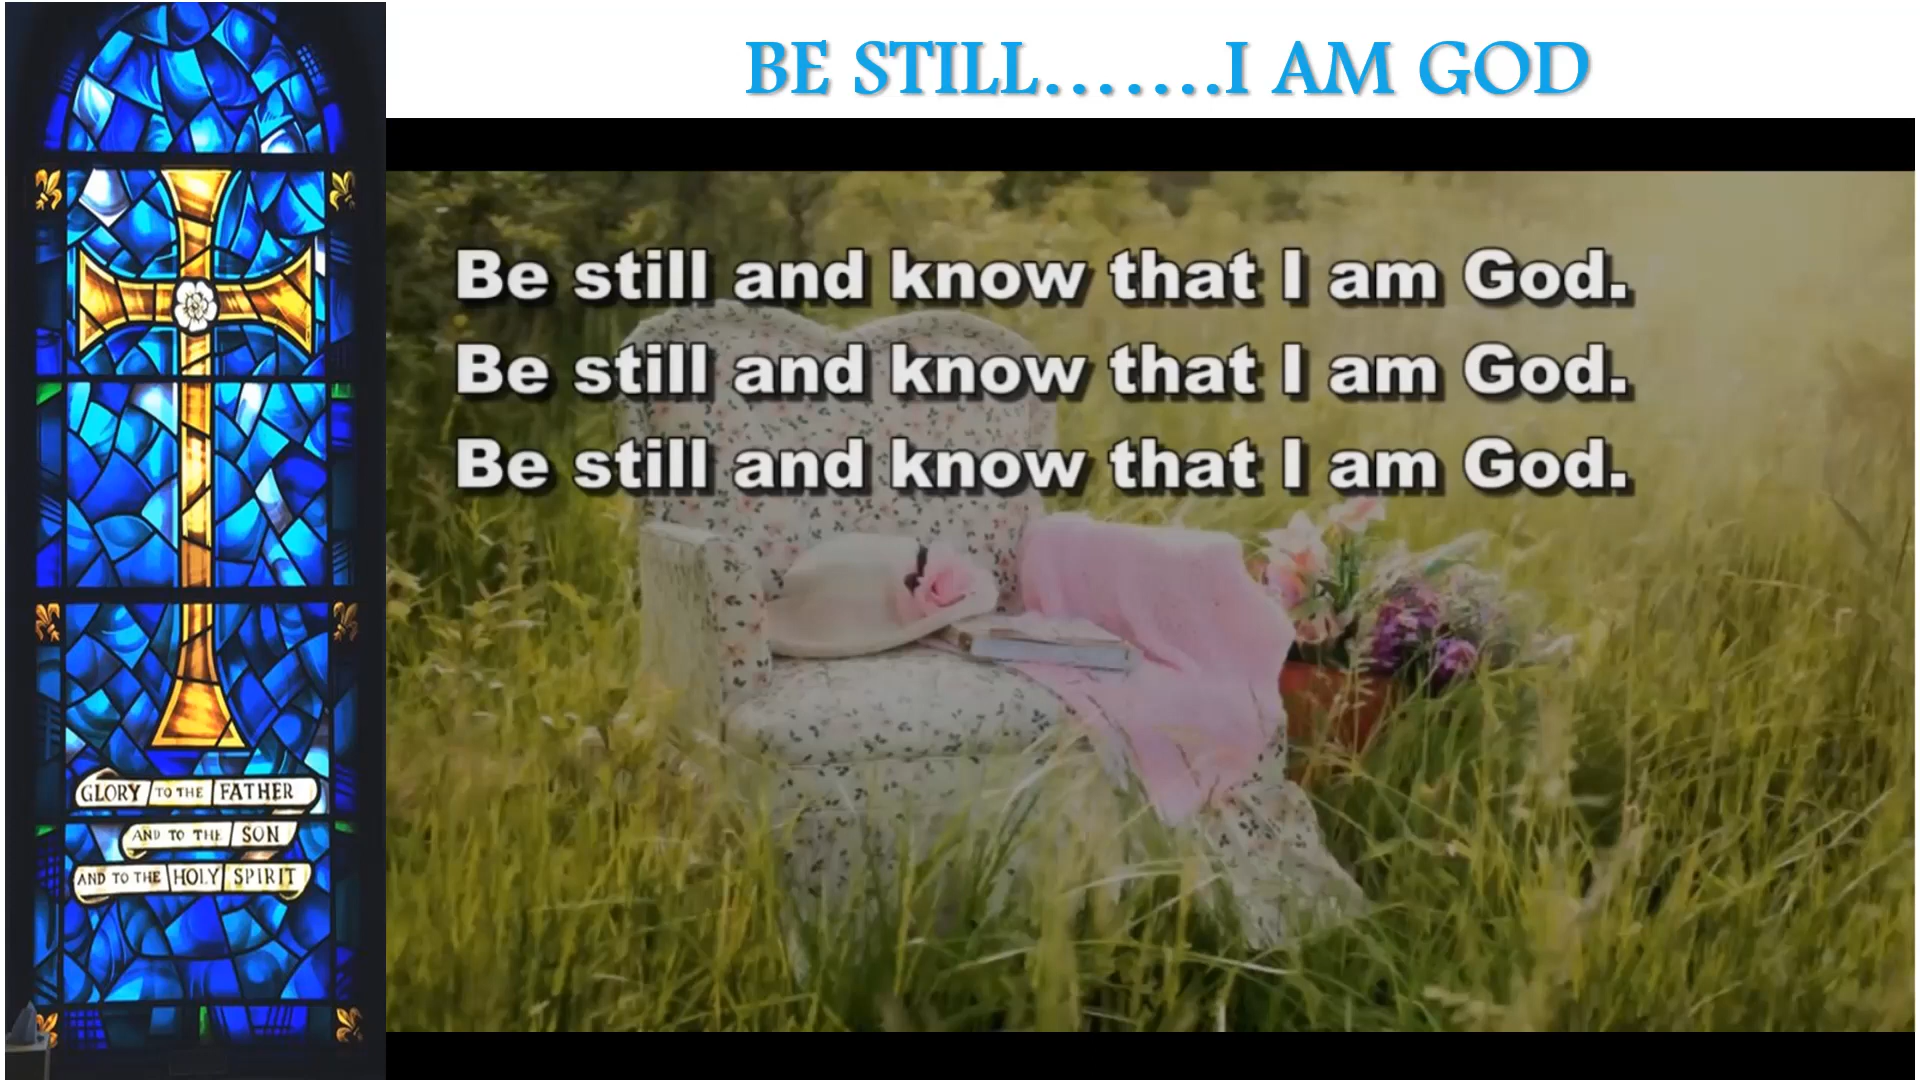 BE STILL…….I AM GOD
Be still and know that I am God.
Be still and know that I am God.
Be still and know that I am God.
GLORY TO THE FATHER
AND TO THE SON
AND TO THE HOLY SPIRIT